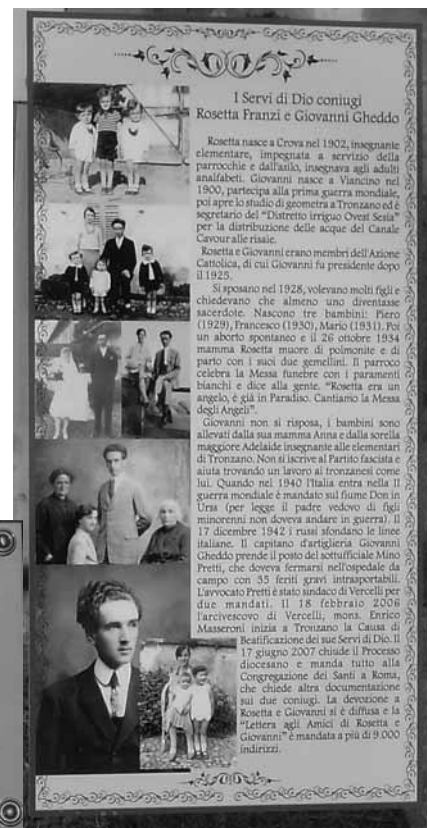 I Servi di Dio coniugi
Rosetta Franzi e Giovanni Gheddo
Rosetta nasce a Crova nel 1902, insegnante
elementare, impegnata a servizio della
parrocchie e dall'asilo, insegnava agli adulti
analfabeti. Giovanni nasce a Viancino nel
1900, partecipa alla prima guerra mondiale,
poi apre lo studio di geometra a Tronzano ed è
segretario del "Distretto irriguo Ovest Sesia"
per la distribuzione delle acque del Canale
Cavour alle risaie.
Rosetta e Giovanni erano membri dell'Azione
Cattolica, di cui Giovanni fu presidente dopo
il 1925.
Si sposano nel 1928, volevano molti figli e
chiedevano che almeno uno diventasse
sacerdote. Nascono tre bambini: Piero
(1929), Francesco (1930), Mario (1931). Poi
un aborto spontaneo e il 26 ottobre 1934
mamma Rosetta muore di polmonite e di
parto con i suoi due gemellini. Il parroco
celebra la Messa funebre con i paramenti
bianchi e dice alla gente. "Rosetta era un
angelo, è già in Paradiso. Cantiamo la Messa
degli Angeli".
Giovanni non si risposa, i bambini sono
allevati dalla sua mamma Anna e dalla sorella
maggiore Adelaide insegnante alle elementari
di Tronzano. Non si iscrive al Partito fascista e
aiuta trovando un lavoro ai tronzanesi come
lui. Quando nel 1940 l'Italia entra nella II
guerra mondiale è mandato sul fiume Don in
Urss (per legge il padre vedovo di figli
minorenni non doveva andare in guerra). Il
17 dicembre 1942 i russi sfondano le linee
italiane. Il capitano d'artiglieria Giovanni
Gheddo prende il posto del sottufficiale Mino
Pretti, che doveva fermarsi nell'ospedale da
campo con 35 feriti gravi intrasportabili.
L'avvocato Pretti è stato sindaco di Vercelli per
due mandati. Il 18 febbraio 2006
l'arcivescovo di Vercelli, mons. Enrico
Masseroni inizia a Tronzano la Causa di
Beatificazione dei sue Servi di Dio. Il
17 giugno 2007 chiude il Processo
diocesano e manda tutto alla
Congregazione dei Santi a Roma,
che chiede altra documentazione
sui due coniugi. La devozione a
Rosetta e Giovanni si è diffusa e la
"Lettera agli Amici di Rosetta e
Giovanni" è mandata a più di 9.000
indirizzi.